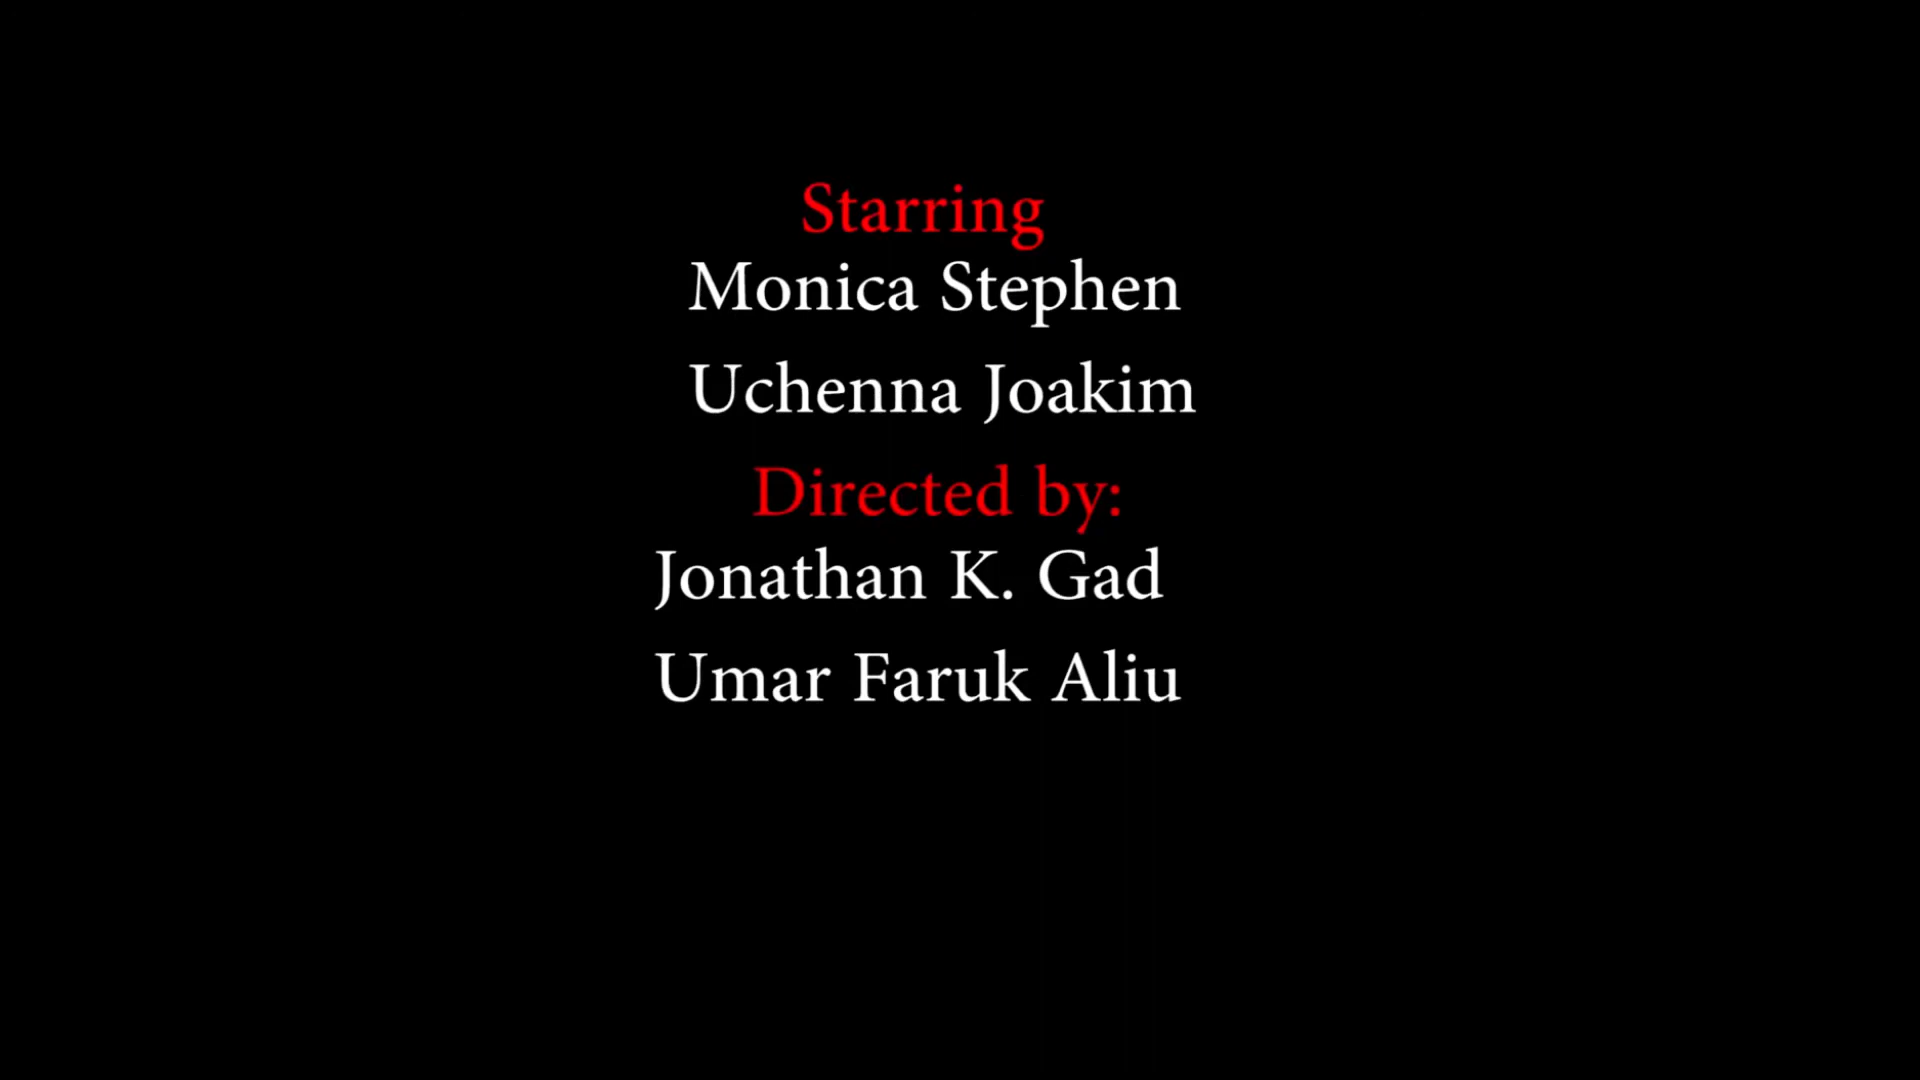 Starring
Monica Stephen
Uchenna Joakim
Directed by:
Jonathan K. Gad
Umar Faruk Aliu